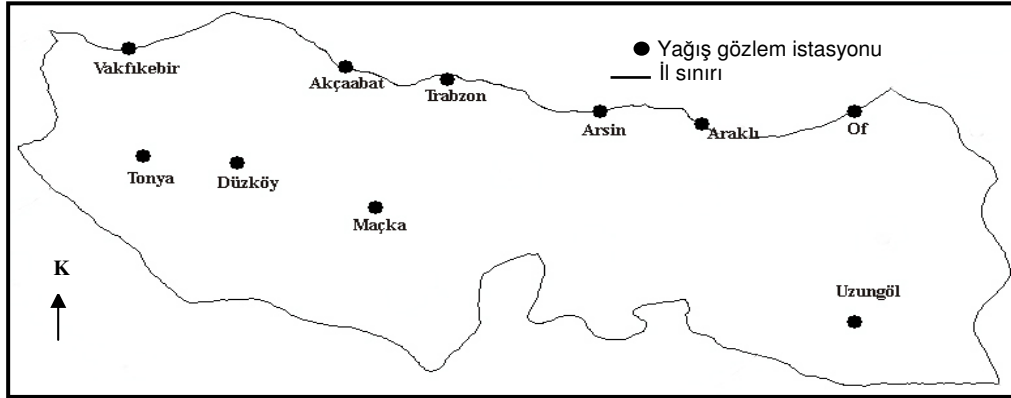 Yağış gözlem istasyonu
İl sınırı
Vakfıkebir
Akçaabat
Trabzon
Arsin
Araklı
Of
Tonya
Düzköy
Maçka
K
Uzungöl